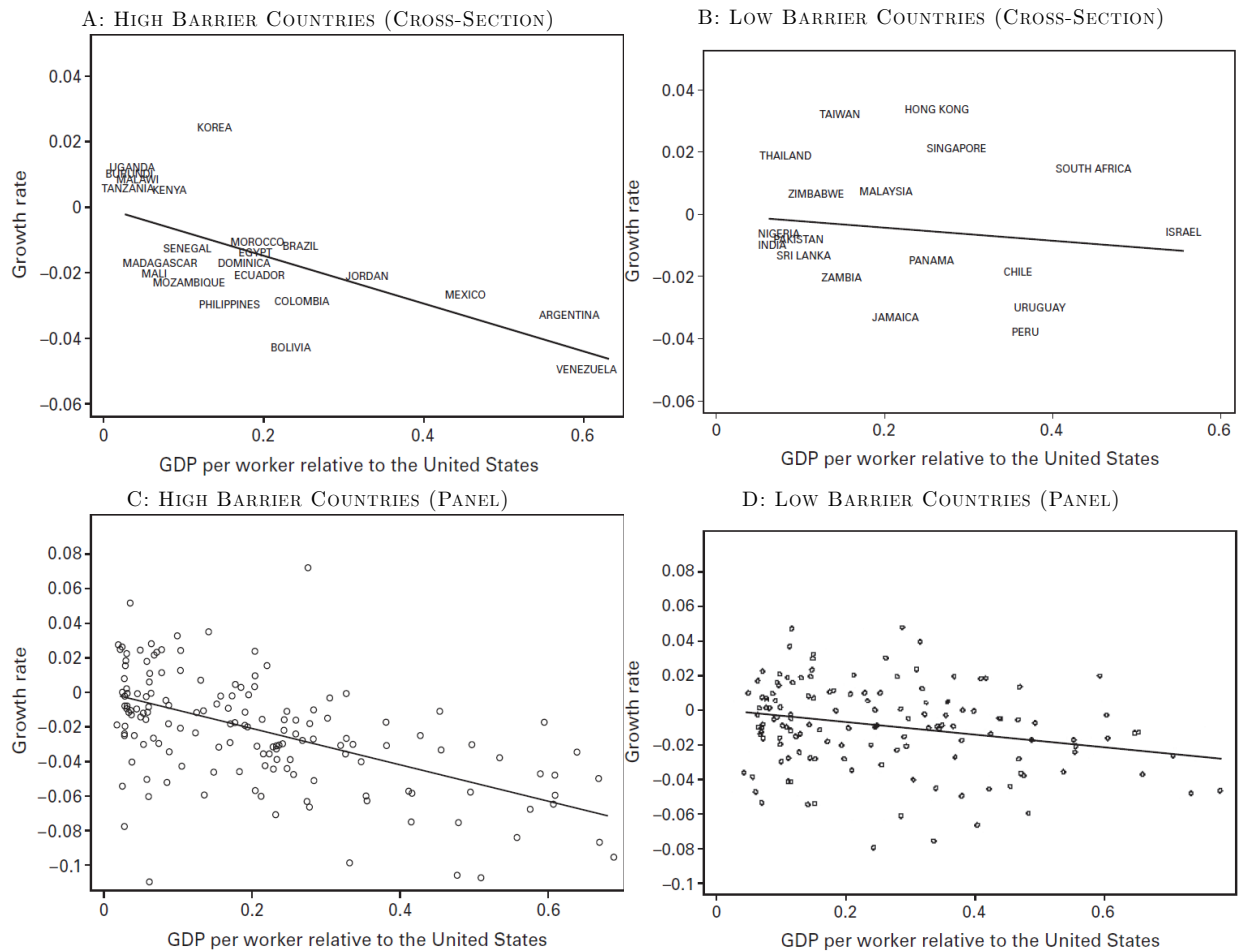 A: High Barrier Countries (Cross-Section)
0.04
0.02
0
−0.02
−0.04
−0.06
Growth rate
KOREA
UGANDA
BURUNDI
MALAWI
TANZANIA
KENYA
SENEGAL
MOROCCO
BRAZIL
EGYPT
MADAGASCAR
DOMINICA
MALI
ECUADOR
JORDAN
MOZAMBIQUE
PHILIPPINES
COLOMBIA
MEXICO
ARGENTINA
BOLIVIA
VENEZUELA
0 0.2 0.4 0.6
GDP per worker relative to the United States
B: Low Barrier Countries (Cross-Section)
0.04
0.02
0
−0.02
−0.04
−0.06
Growth rate
TAIWAN
HONG KONG
THAILAND
SINGAPORE
SOUTH AFRICA
ZIMBABWE
MALAYSIA
NIGERIA
PAKISTAN
INDIA
ISRAEL
SRI LANKA
PANAMA
ZAMBIA
CHILE
JAMAICA
URUGUAY
PERU
0 0.2 0.4 0.6
GDP per worker relative to the United States
C: High Barrier Countries (Panel)
0.08
0.06
0.04
0.02
0
−0.02
−0.04
−0.06
−0.08
−0.1
Growth rate
0 0.2 0.4 0.6
GDP per worker relative to the United States
D: Low Barrier Countries (Panel)
0.08
0.06
0.04
0.02
0
−0.02
−0.04
−0.06
−0.08
−0.1
Growth rate
0 0.2 0.4 0.6
GDP per worker relative to the United States